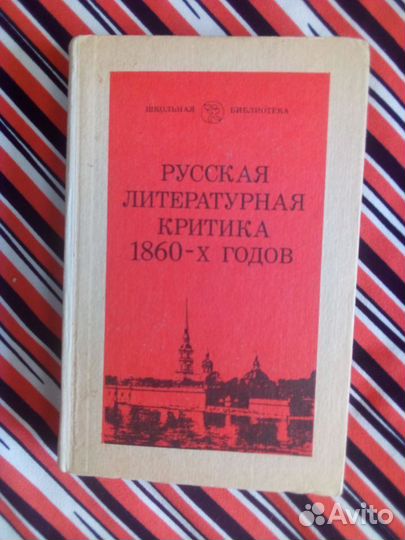 ШКОЛЬНАЯ БИБЛИОТЕКА
РУССКАЯ
ЛИТЕРАТУРНАЯ
КРИТИКА
1860-Х ГОДОВ
Avito